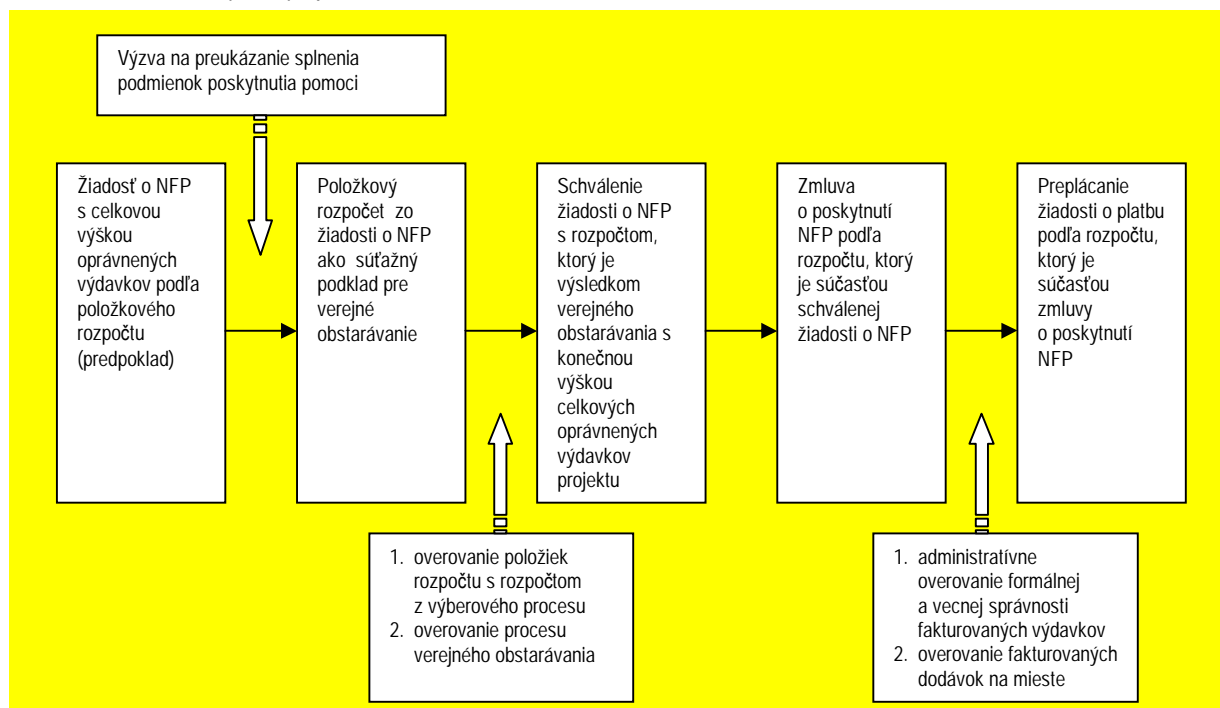 Výzva na preukázanie splnenia
podmienok poskytnutia pomoci
Žiadosť o NFP
s celkovou
výškou
oprávnených
výdavkov podľa
položkového
rozpočtu
(predpoklad)
Položkový
rozpočet zo
žiadosti o NFP
ako súťažný
podklad pre
verejné
obstarávanie
Schválenie
žiadosti o NFP
s rozpočtom,
ktorý je
výsledkom
verejného
obstarávania s
konečnou
výškou
celkových
oprávnených
výdavkov
projektu
Zmluva
o poskytnutí
NFP podľa
rozpočtu, ktorý
je súčasťou
schválenej
žiadosti o NFP
Preplácanie
žiadosti o platbu
podľa rozpočtu,
ktorý je
súčasťou
zmluvy
o poskytnutí
NFP
1. overovanie položiek
rozpočtu s rozpočtom
z výberového procesu
2. overovanie procesu
verejného obstarávania
1. administratívne
overovanie formálnej
a vecnej správnosti
fakturovaných výdavkov
2. overovanie fakturovaných
dodávok na mieste